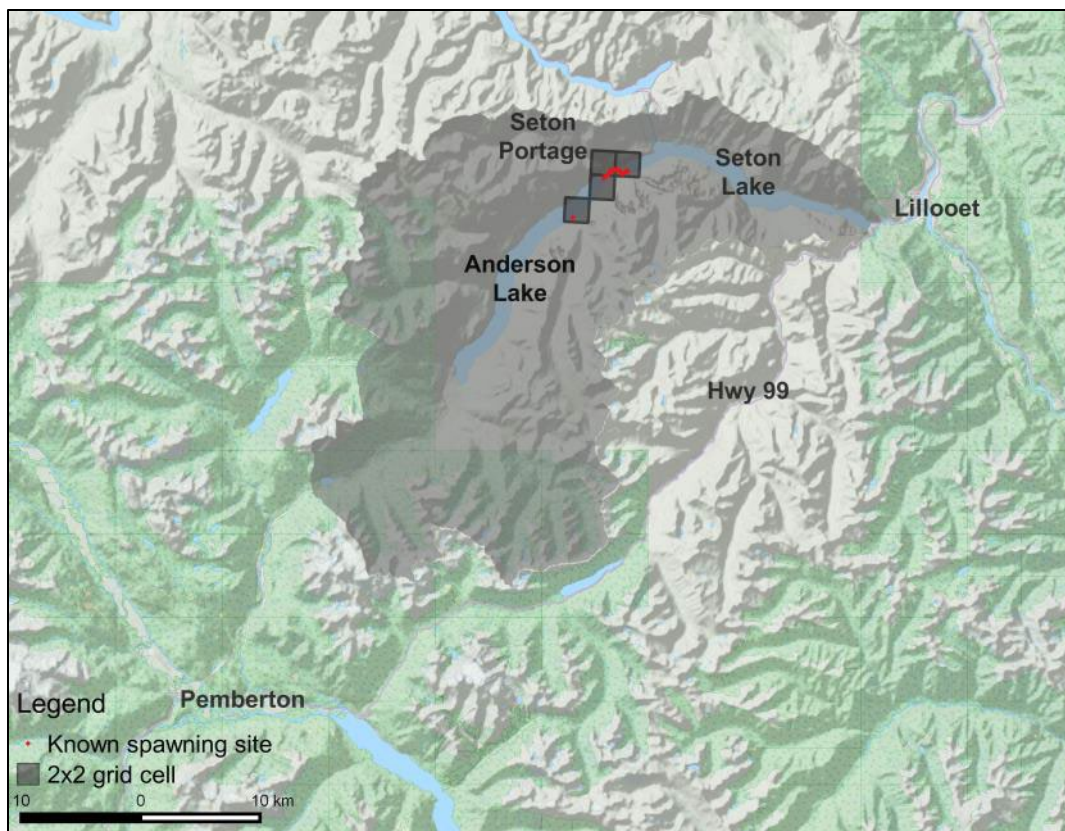 Seton
Portage
Seton
Lake
Lillooet
Anderson
Lake
Hwy 99
Pemberton
Legend
Known spawning site
2x2 grid cell
10 0 10 km